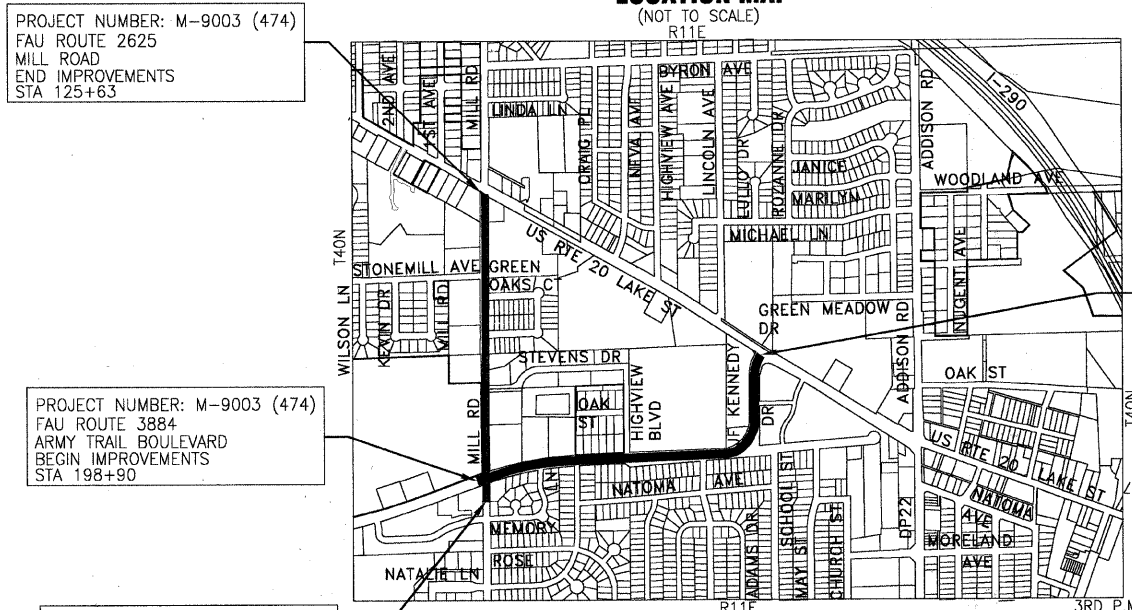 LOCATION MAP
(NOT TO SCALE)
R11E
PROJECT NUMBER: M-9003 (474)
FAU ROUTE 2625
MILL ROAD
END IMPROVEMENTS
STA 125+63
2ND AVE
1ST AVE
MILL RD
BYRON AVE
LINDA LN
CRAIG PL
NEVA AVE
HIGHVIEW AVE
LINCOLN AVE
LULLO DR
ROZANNE DR
JANICE
MARILYN
MICHAEL LN
ADDISON RD
I-290
WOODLAND AVE
NUGENT AVE
T40N
US RTE 20 LAKE ST
STONEMILL AVE
GREEN
OAKS CT
WILSON LN
KEVIN DR
MILL RD
GREEN MEADOW
DR
ADDISON RD
STEVENS DR
OAK
ST
HIGHVIEW
BLVD
JF KENNEDY
DR
OAK ST
T40N
PROJECT NUMBER: M-9003 (474)
FAU ROUTE 3884
ARMY TRAIL BOULEVARD
BEGIN IMPROVEMENTS
STA 198+90
MILL RD
US RTE 20
LAKE ST
NATOMA AVE
LN
MEMORY
ROSE
NATALIE LN
ADAMS DR
SCHOOL ST
MAY ST
CHURCH ST
DP22
NATOMA
AVE
MORELAND
AVE
R11E
3RD P.M.